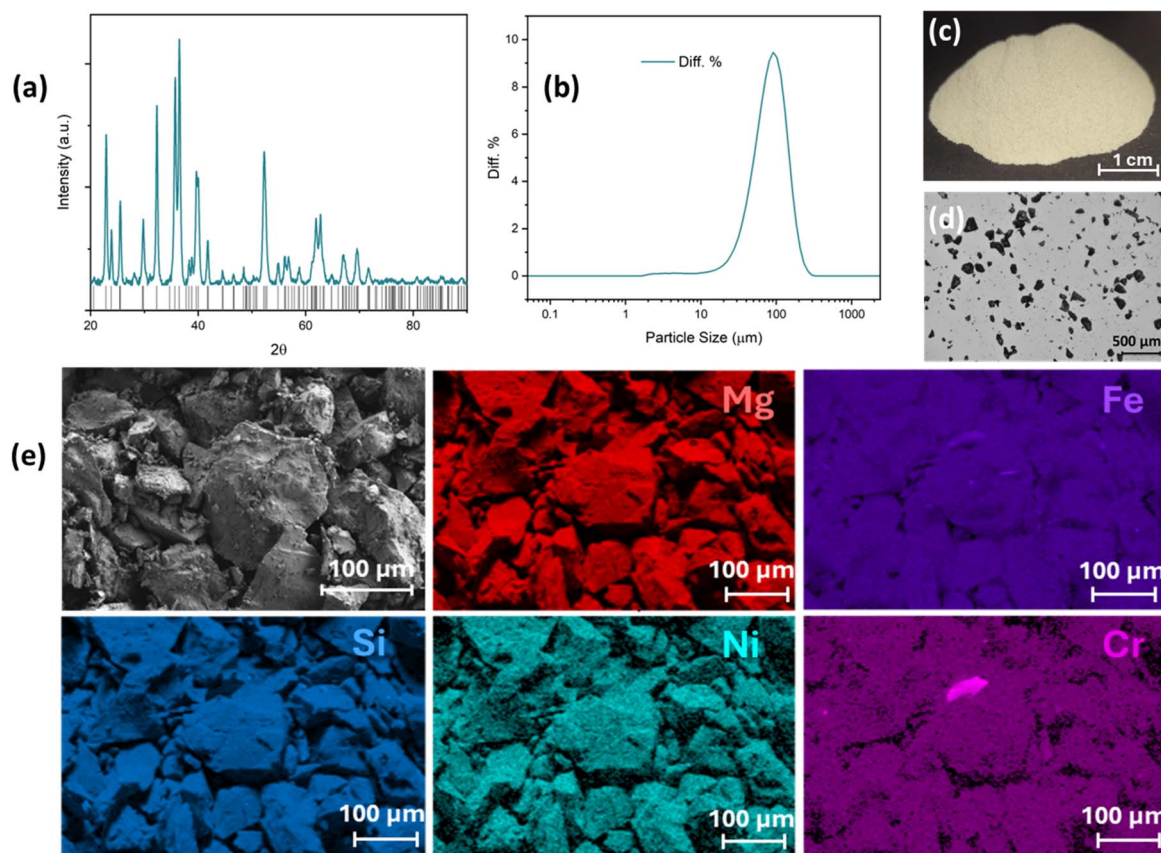 (a)
Intensity (a.u.)
20 40 60 80
2θ
(b)
Diff. %
Diff. %
10
8
6
4
2
0
0.1 1 10 100 1000
Particle Size (μm)
(c)
1 cm
(d)
500 μm
(e)
100 μm
Mg
100 μm
Fe
100 μm
Si
100 μm
Ni
100 μm
Cr
100 μm